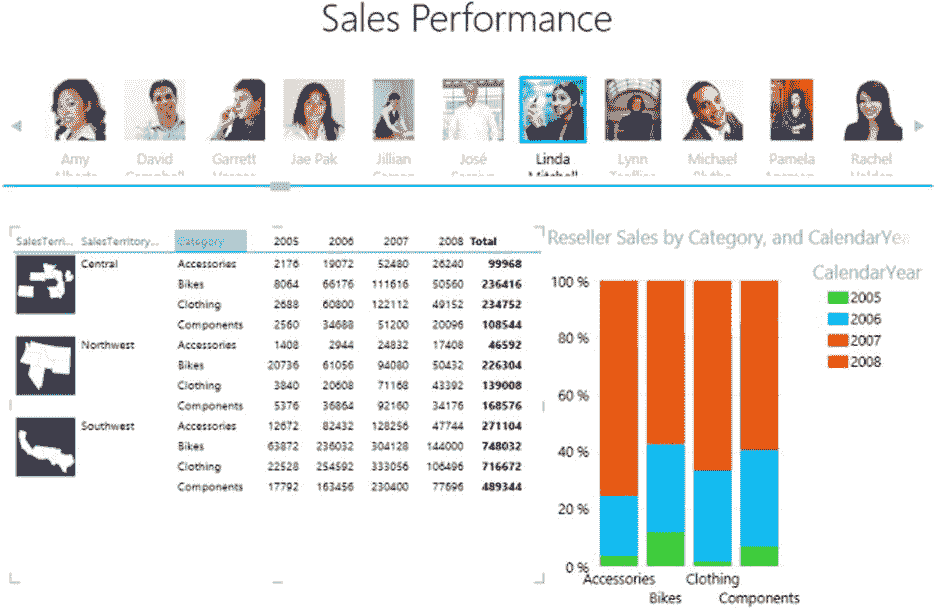 Sales Performance
Amy David Garrett Jae Pak Jillian José Linda Lynn Michael Pamela Rachel
Campbell Mitchell
SalesTerri... SalesTerritory... Category 2005 2006 2007 2008 Total
Central Accessories 2176 19072 52480 26240 99968
Bikes 8064 66176 111616 50560 236416
Clothing 2688 60800 122112 49152 234752
Components 2560 34688 51200 20096 108544
Northwest Accessories 1408 2944 24832 17408 46592
Bikes 20736 61056 94080 50432 226304
Clothing 3840 20608 71168 43392 139008
Components 5376 36864 92160 34176 168576
Southwest Accessories 12672 82432 128256 47744 271104
Bikes 63872 236032 304128 144000 748032
Clothing 22528 254592 333056 106496 716672
Components 17792 163456 230400 77696 489344
Reseller Sales by Category, and CalendarYea
CalendarYear
2005
2006
2007
2008
100 %
80 %
60 %
40 %
20 %
0 %
Accessories Clothing
Bikes Components